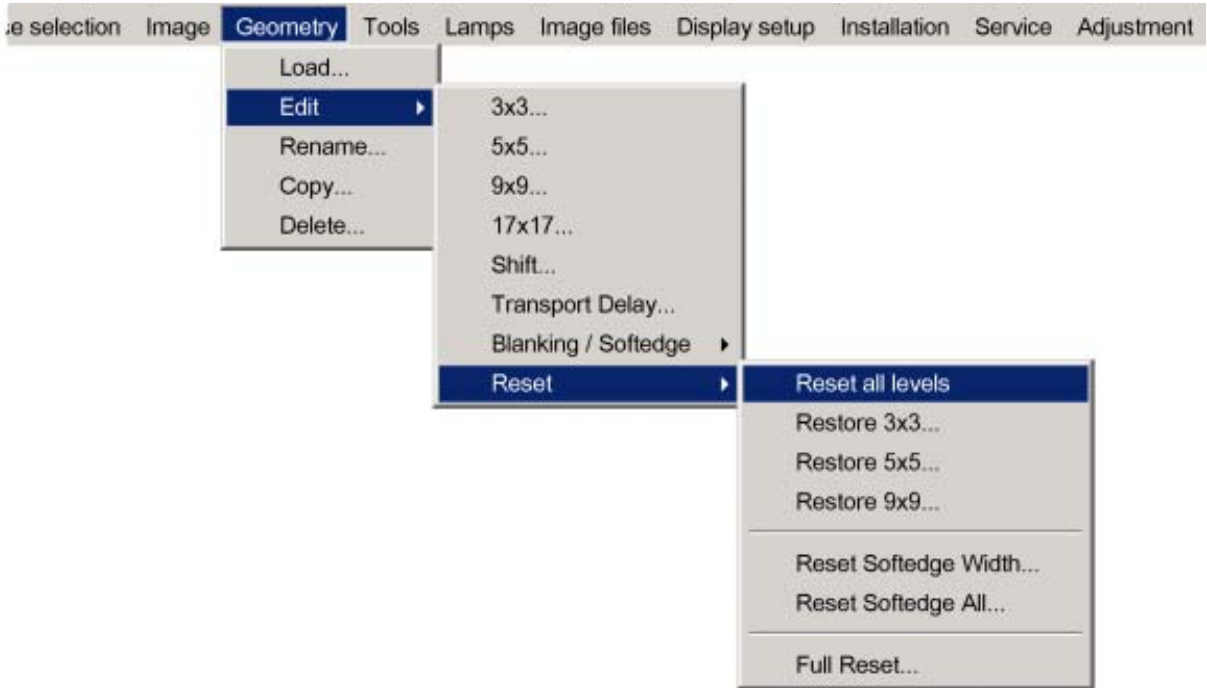 e selection Image Geometry Tools Lamps Image files Display setup Installation Service Adjustment
Load...
Edit
Rename...
Copy...
Delete...
3x3...
5x5...
9x9...
17x17...
Shift...
Transport Delay...
Blanking / Softedge
Reset
Reset all levels
Restore 3x3...
Restore 5x5...
Restore 9x9...
Reset Softedge Width...
Reset Softedge All...
Full Reset...